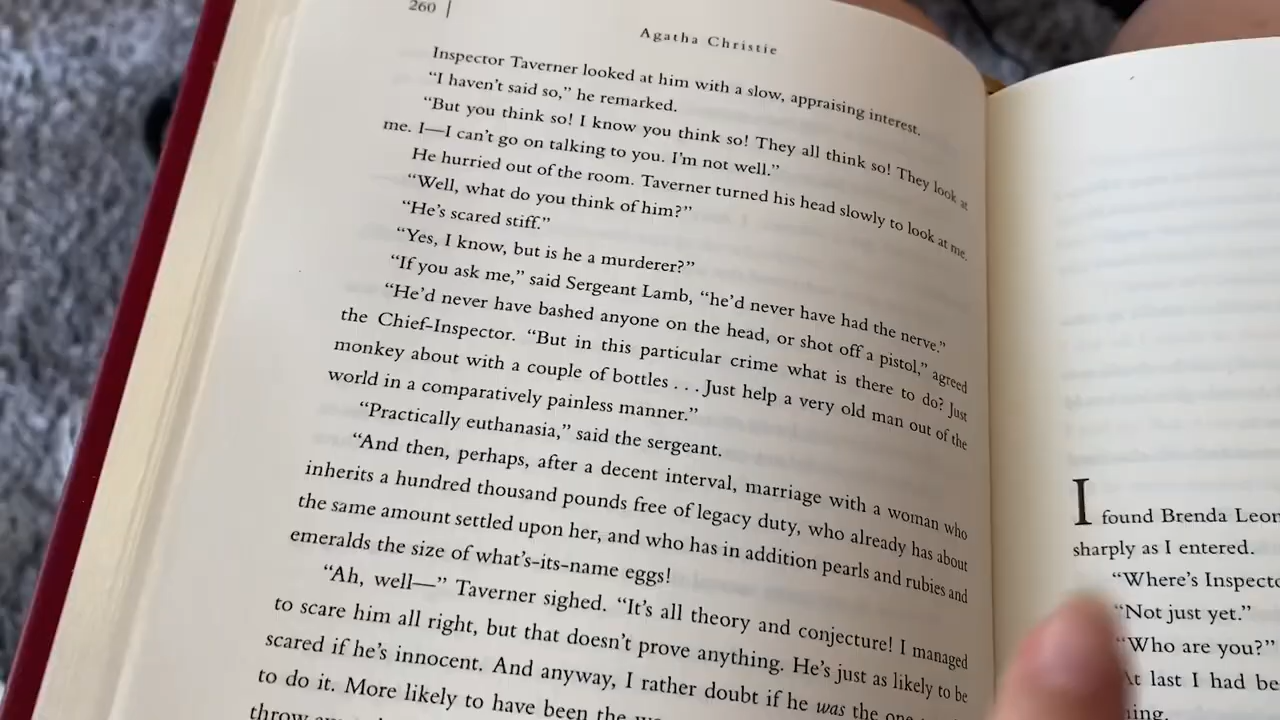 260 |
Agatha Christie
Inspector Taverner looked at him with a slow, appraising interest.
“I haven't said so,” he remarked.
“But you think so! I know you think so! They all think so! They look at
me. I—I can't go on talking to you. I'm not well.”
He hurried out of the room. Taverner turned his head slowly to look at me.
“Well, what do you think of him?”
“He's scared stiff.”
“Yes, I know, but is he a murderer?”
“If you ask me,” said Sergeant Lamb, “he'd never have had the nerve.”
“He'd never have bashed anyone on the head, or shot off a pistol,” agreed
the Chief-Inspector. “But in this particular crime what is there to do? Just
monkey about with a couple of bottles . . . Just help a very old man out of the
world in a comparatively painless manner.”
“Practically euthanasia,” said the sergeant.
“And then, perhaps, after a decent interval, marriage with a woman who
inherits a hundred thousand pounds free of legacy duty, who already has about
the same amount settled upon her, and who has in addition pearls and rubies and
emeralds the size of what's-its-name eggs!
“Ah, well—” Taverner sighed. “It's all theory and conjecture! I managed
to scare him all right, but that doesn't prove anything. He's just as likely to be
scared if he's innocent. And anyway, I rather doubt if he was the one
to do it. More likely to have been the
throw
I found Brenda Leon
sharply as I entered.
“Where's Inspecto
“Not just yet.”
“Who are you?”
At last I had be